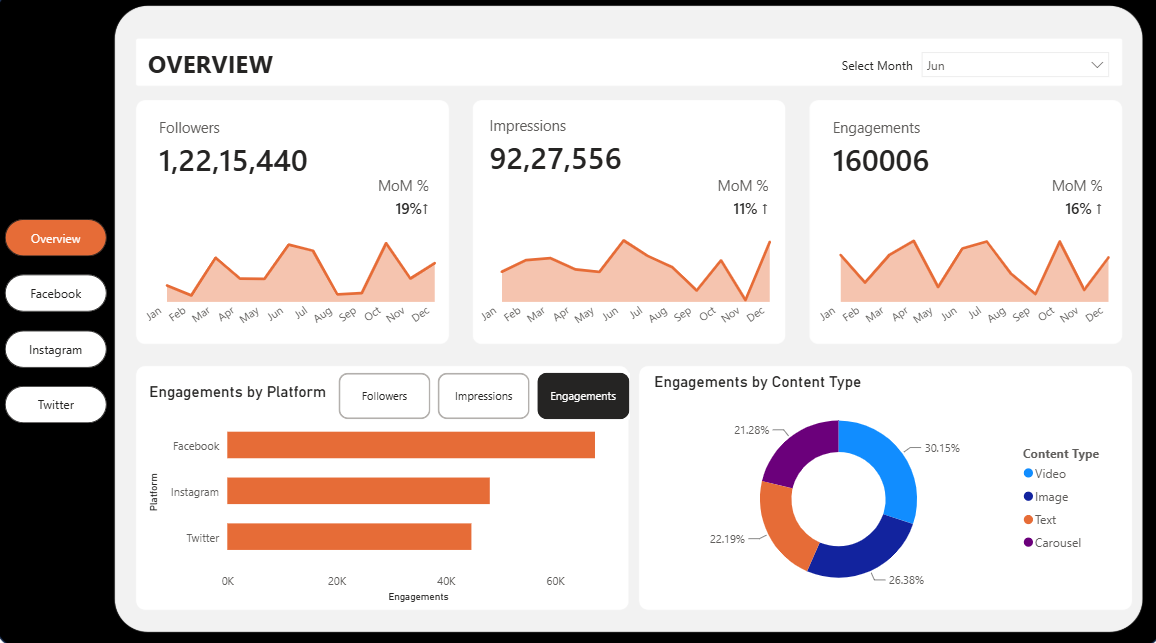 OVERVIEW
Select Month
Jun
Overview
Facebook
Instagram
Twitter
Followers
1,22,15,440
MoM %
19%↑
Jan Feb Mar Apr May Jun Jul Aug Sep Oct Nov Dec
Impressions
92,27,556
MoM %
11% ↑
Jan Feb Mar Apr May Jun Jul Aug Sep Oct Nov Dec
Engagements
160006
MoM %
16% ↑
Jan Feb Mar Apr May Jun Jul Aug Sep Oct Nov Dec
Engagements by Platform
Followers
Impressions
Engagements
Platform
Facebook
Instagram
Twitter
0K 20K 40K 60K
Engagements
Engagements by Content Type
21.28%
30.15%
22.19%
26.38%
Content Type
Video
Image
Text
Carousel